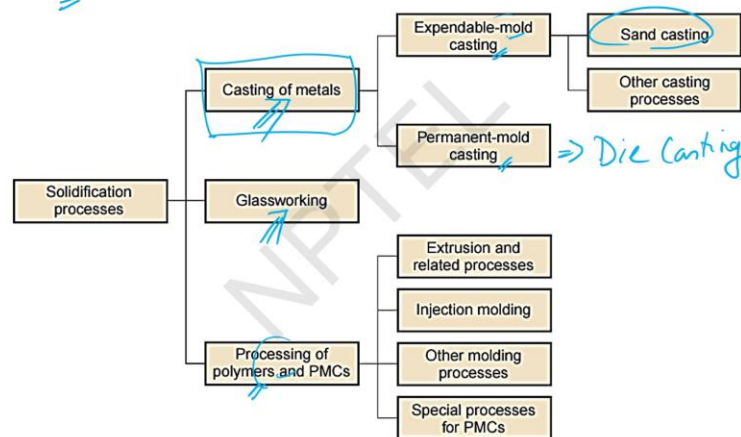 Expendable-mold
casting
Sand casting
Casting of metals
Other casting
processes
Permanent-mold
casting
⇒ Die Casting
Solidification
processes
Glassworking
Extrusion and
related processes
Injection molding
Processing of
polymers and PMCs
Other molding
processes
Special processes
for PMCs
NPTEL